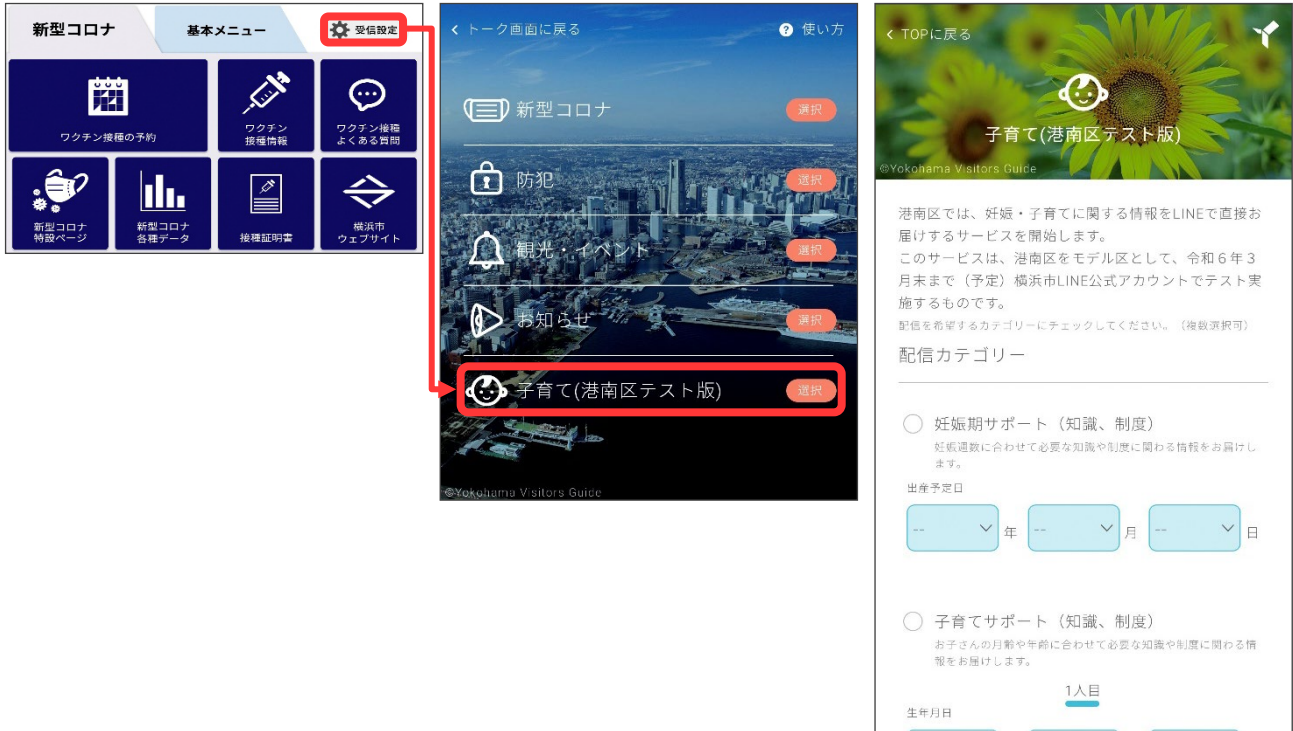 新型コロナ
基本メニュー
受信設定
ワクチン接種の予約
ワクチン
接種情報
ワクチン接種
よくある質問
新型コロナ
特設ページ
新型コロナ
各種データ
接種証明書
横浜市
ウェブサイト
< トーク画面に戻る
? 使い方
新型コロナ
選択
防犯
選択
観光・イベント
選択
お知らせ
選択
子育て(港南区テスト版)
選択
©Yokohama Visitors Guide
< TOPに戻る
子育て(港南区テスト版)
©Yokohama Visitors Guide
港南区では、妊娠・子育てに関する情報をLINEで直接お
届けするサービスを開始します。
このサービスは、港南区をモデル区として、令和6年3
月末まで（予定）横浜市LINE公式アカウントでテスト実
施するものです。
配信を希望するカテゴリーにチェックしてください。（複数選択可）
配信カテゴリー
妊娠期サポート（知識、制度）
妊娠週数に合わせて必要な知識や制度に関わる情報をお届けし
ます。
出産予定日
-- 年 -- 月 -- 日
子育てサポート（知識、制度）
お子さんの月齢や年齢に合わせて必要な知識や制度に関わる情
報をお届けします。
1人目
生年月日